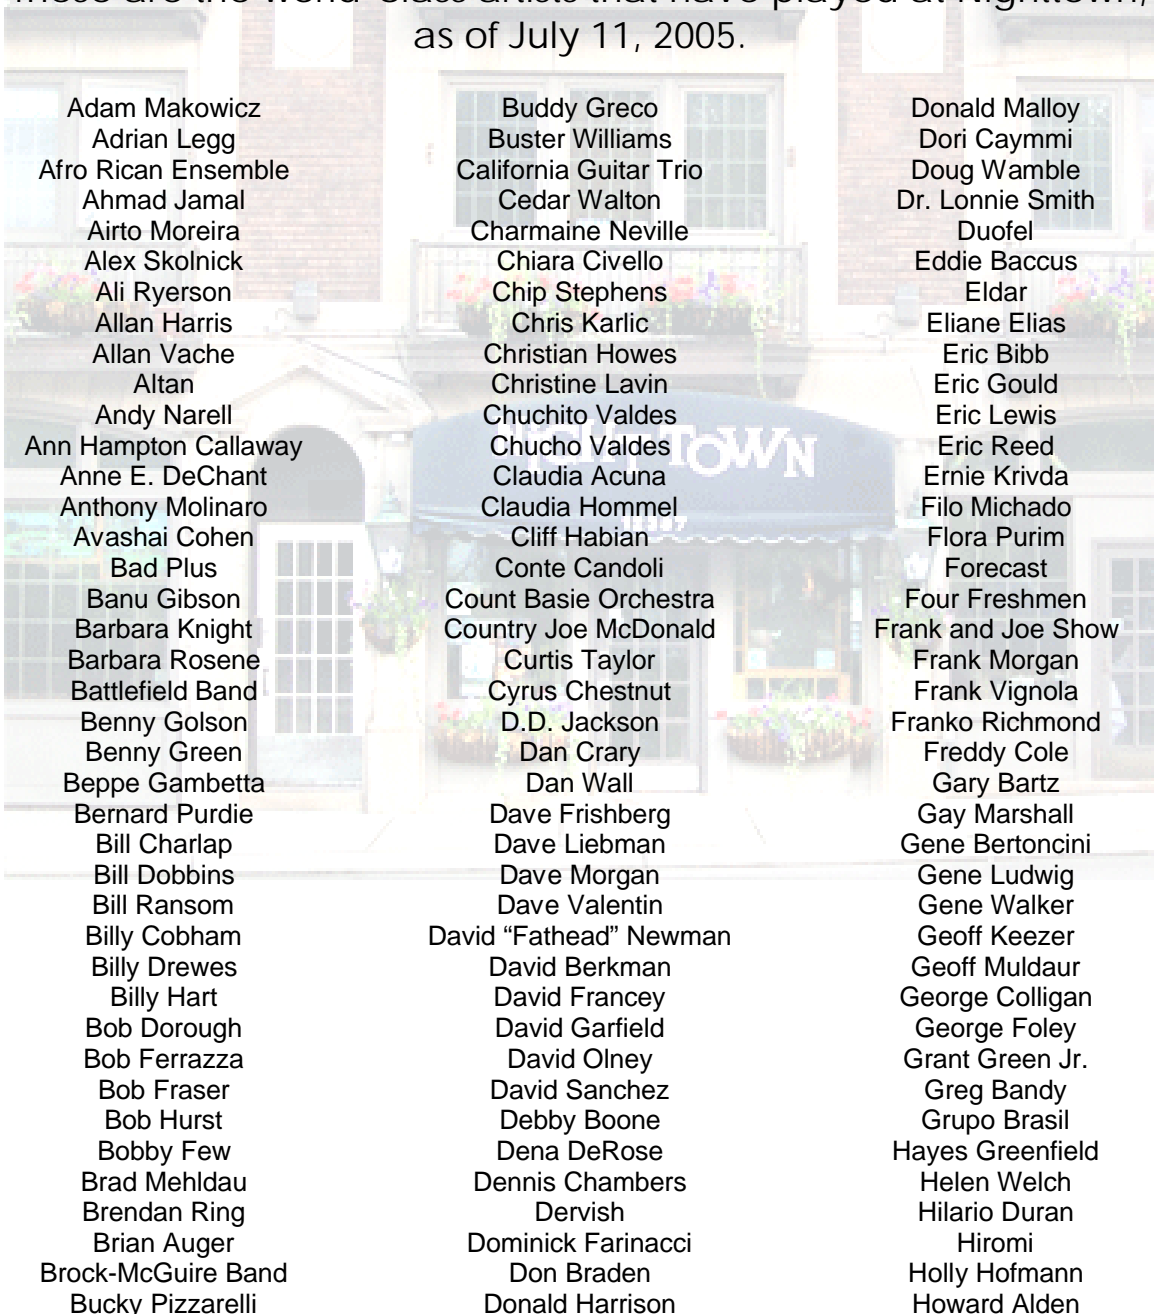 These are the world-class artists that have played at Nighttown,
as of July 11, 2005.
Adam Makowicz
Adrian Legg
Afro Rican Ensemble
Ahmad Jamal
Airto Moreira
Alex Skolnick
Ali Ryerson
Allan Harris
Allan Vache
Altan
Andy Narell
Ann Hampton Callaway
Anne E. DeChant
Anthony Molinaro
Avashai Cohen
Bad Plus
Banu Gibson
Barbara Knight
Barbara Rosene
Battlefield Band
Benny Golson
Benny Green
Beppe Gambetta
Bernard Purdie
Bill Charlap
Bill Dobbins
Bill Ransom
Billy Cobham
Billy Drewes
Billy Hart
Bob Dorough
Bob Ferrazza
Bob Fraser
Bob Hurst
Bobby Few
Brad Mehldau
Brendan Ring
Brian Auger
Brock-McGuire Band
Bucky Pizzarelli
Buddy Greco
Buster Williams
California Guitar Trio
Cedar Walton
Charmaine Neville
Chiara Civello
Chip Stephens
Chris Karlic
Christian Howes
Christine Lavin
Chuchito Valdes
Chucho Valdes
Claudia Acuna
Claudia Hommel
Cliff Habian
Conte Candoli
Count Basie Orchestra
Country Joe McDonald
Curtis Taylor
Cyrus Chestnut
D.D. Jackson
Dan Crary
Dan Wall
Dave Frishberg
Dave Liebman
Dave Morgan
Dave Valentin
David “Fathead” Newman
David Berkman
David Francey
David Garfield
David Olney
David Sanchez
Debby Boone
Dena DeRose
Dennis Chambers
Dervish
Dominick Farinacci
Don Braden
Donald Harrison
Donald Malloy
Dori Caymmi
Doug Wamble
Dr. Lonnie Smith
Duofel
Eddie Baccus
Eldar
Eliane Elias
Eric Bibb
Eric Gould
Eric Lewis
Eric Reed
Ernie Krivda
Filo Michado
Flora Purim
Forecast
Four Freshmen
Frank and Joe Show
Frank Morgan
Frank Vignola
Franko Richmond
Freddy Cole
Gary Bartz
Gay Marshall
Gene Bertoncini
Gene Ludwig
Gene Walker
Geoff Keezer
Geoff Muldaur
George Colligan
George Foley
Grant Green Jr.
Greg Bandy
Grupo Brasil
Hayes Greenfield
Helen Welch
Hilario Duran
Hiromi
Holly Hofmann
Howard Alden
NIGHTTOWN
12387